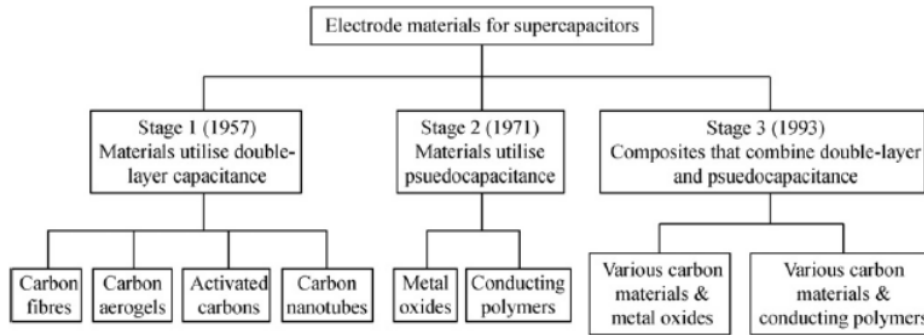 Electrode materials for supercapacitors
Stage 1 (1957)
Materials utilise double-
layer capacitance
Stage 2 (1971)
Materials utilise
psuedocapacitance
Stage 3 (1993)
Composites that combine double-layer
and psuedocapacitance
Carbon
fibres
Carbon
aerogels
Activated
carbons
Carbon
nanotubes
Metal
oxides
Conducting
polymers
Various carbon
materials &
metal oxides
Various carbon
materials &
conducting polymers